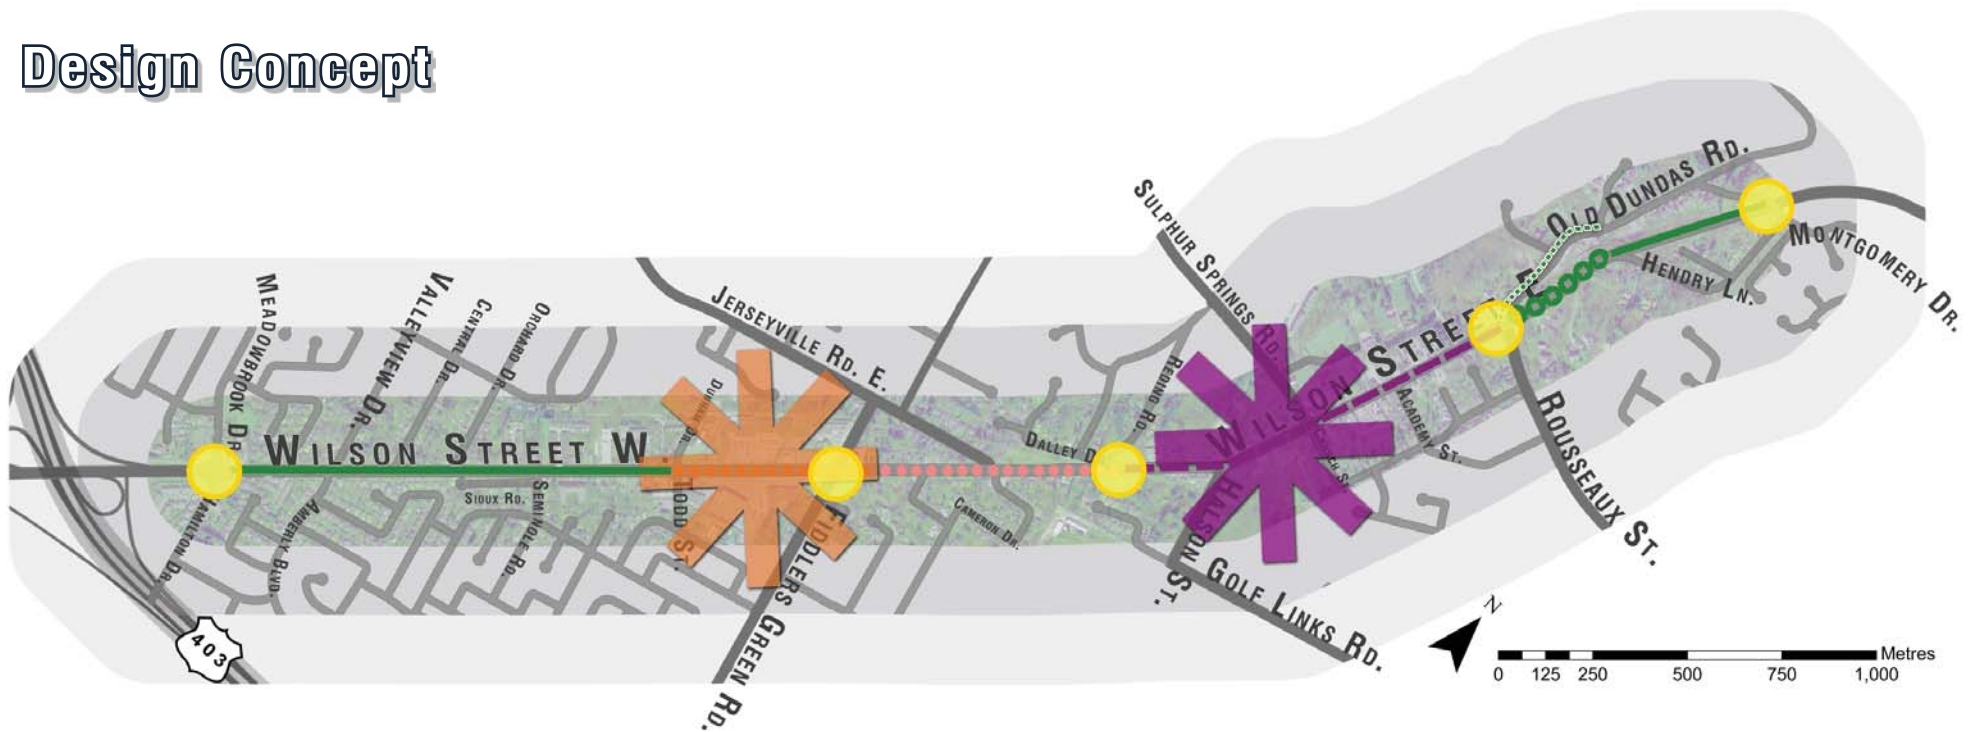 Design Concept
Old Dundas Rd.
Sulphur Springs Rd.
Montgomery Dr.
Hendry Ln.
Meadowbrook Dr.
Valleyview Dr.
Central Dr.
Orchard Dr.
Jerseyville Rd. E.
Reding Rd.
Wilson Street E
Academy St.
Rousseaux St.
Wilson Street W.
Dalley D
Sioux Rd.
Seminole Rd.
Todd St.
Cameron Dr.
Hamilton Dr.
Amberly Blvd.
Fiddlers Green Rd.
Halson St.
Golf Links Rd.
403
N
Metres
0 125 250 500 750 1,000